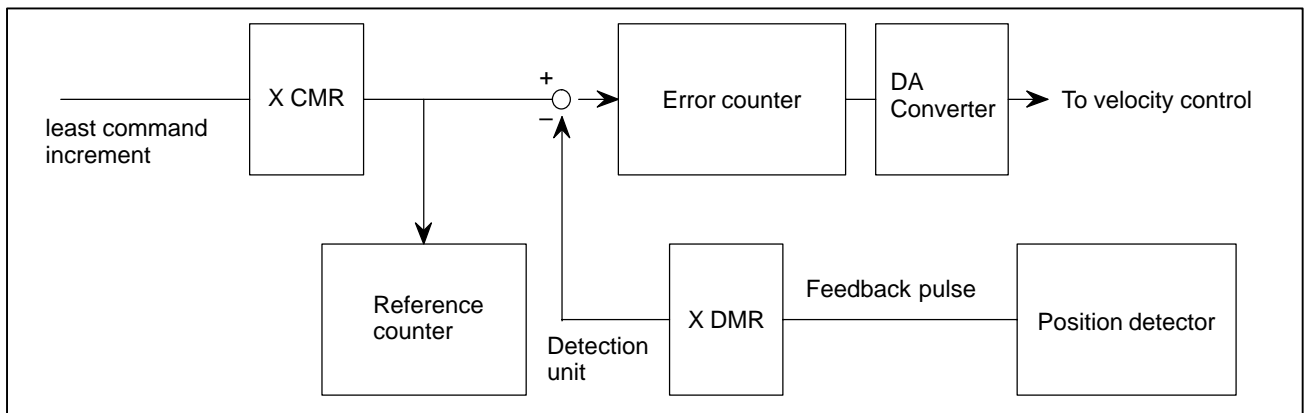 X CMR
least command
increment
+
−
Error counter
DA
Converter
To velocity control
Reference
counter
Detection
unit
X DMR
Feedback pulse
Position detector